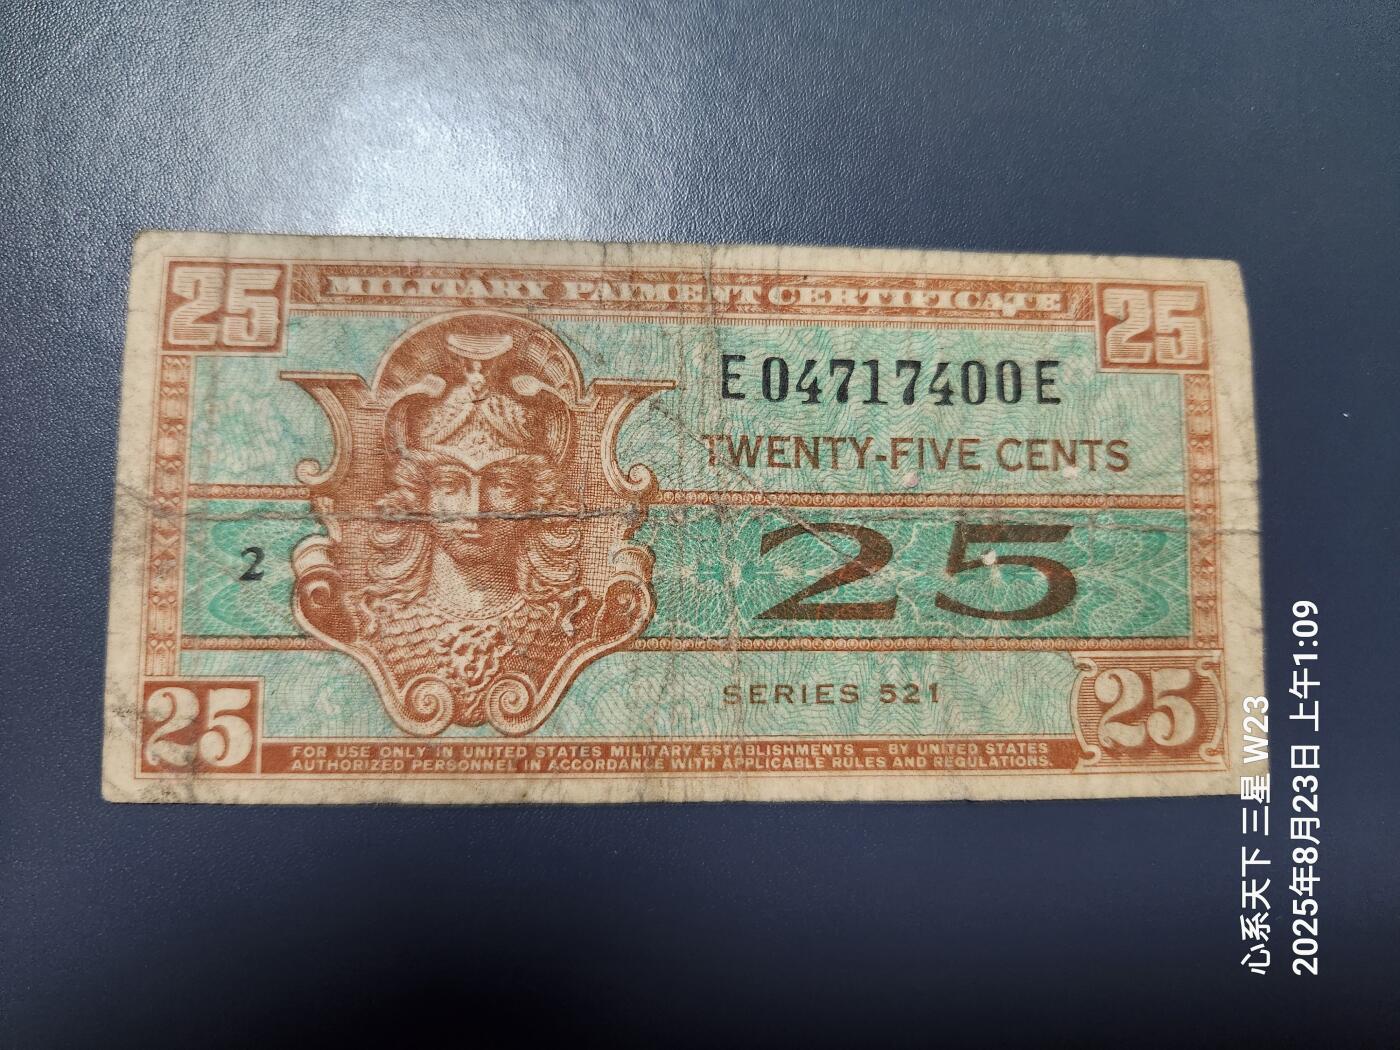 25 MILITARY PAYMENT CERTIFICATE 25
E04717400E
TWENTY-FIVE CENTS
2 25
SERIES 521
25 25
FOR USE ONLY IN UNITED STATES MILITARY ESTABLISHMENTS — BY UNITED STATES
AUTHORIZED PERSONNEL IN ACCORDANCE WITH APPLICABLE RULES AND REGULATIONS.
心系天下 三星 W23
2025年8月23日 上午1:09